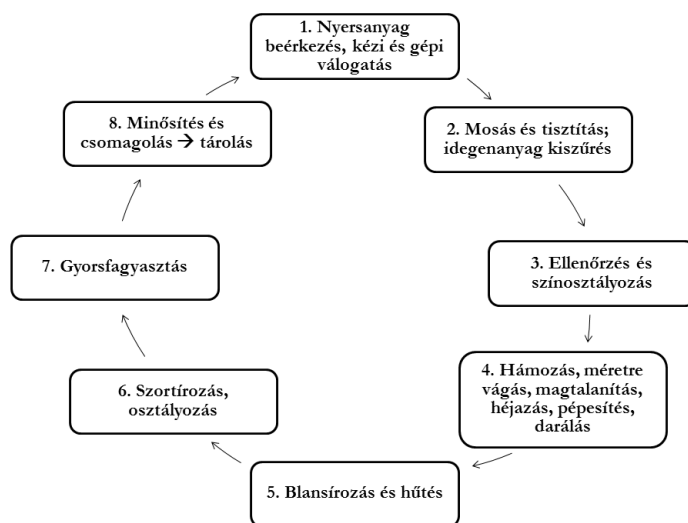 1. Nyersanyag
beérkezés, kézi és gépi
válogatás
2. Mosás és tisztítás;
idegenanyag kiszűrés
3. Ellenőrzés és
színosztályozás
4. Hámozás, méretre
vágás, magtalanítás,
héjazás, pépesítés,
darálás
5. Blansírozás és hűtés
6. Szortírozás,
osztályozás
7. Gyorsfagyasztás
8. Minősítés és
csomagolás → tárolás